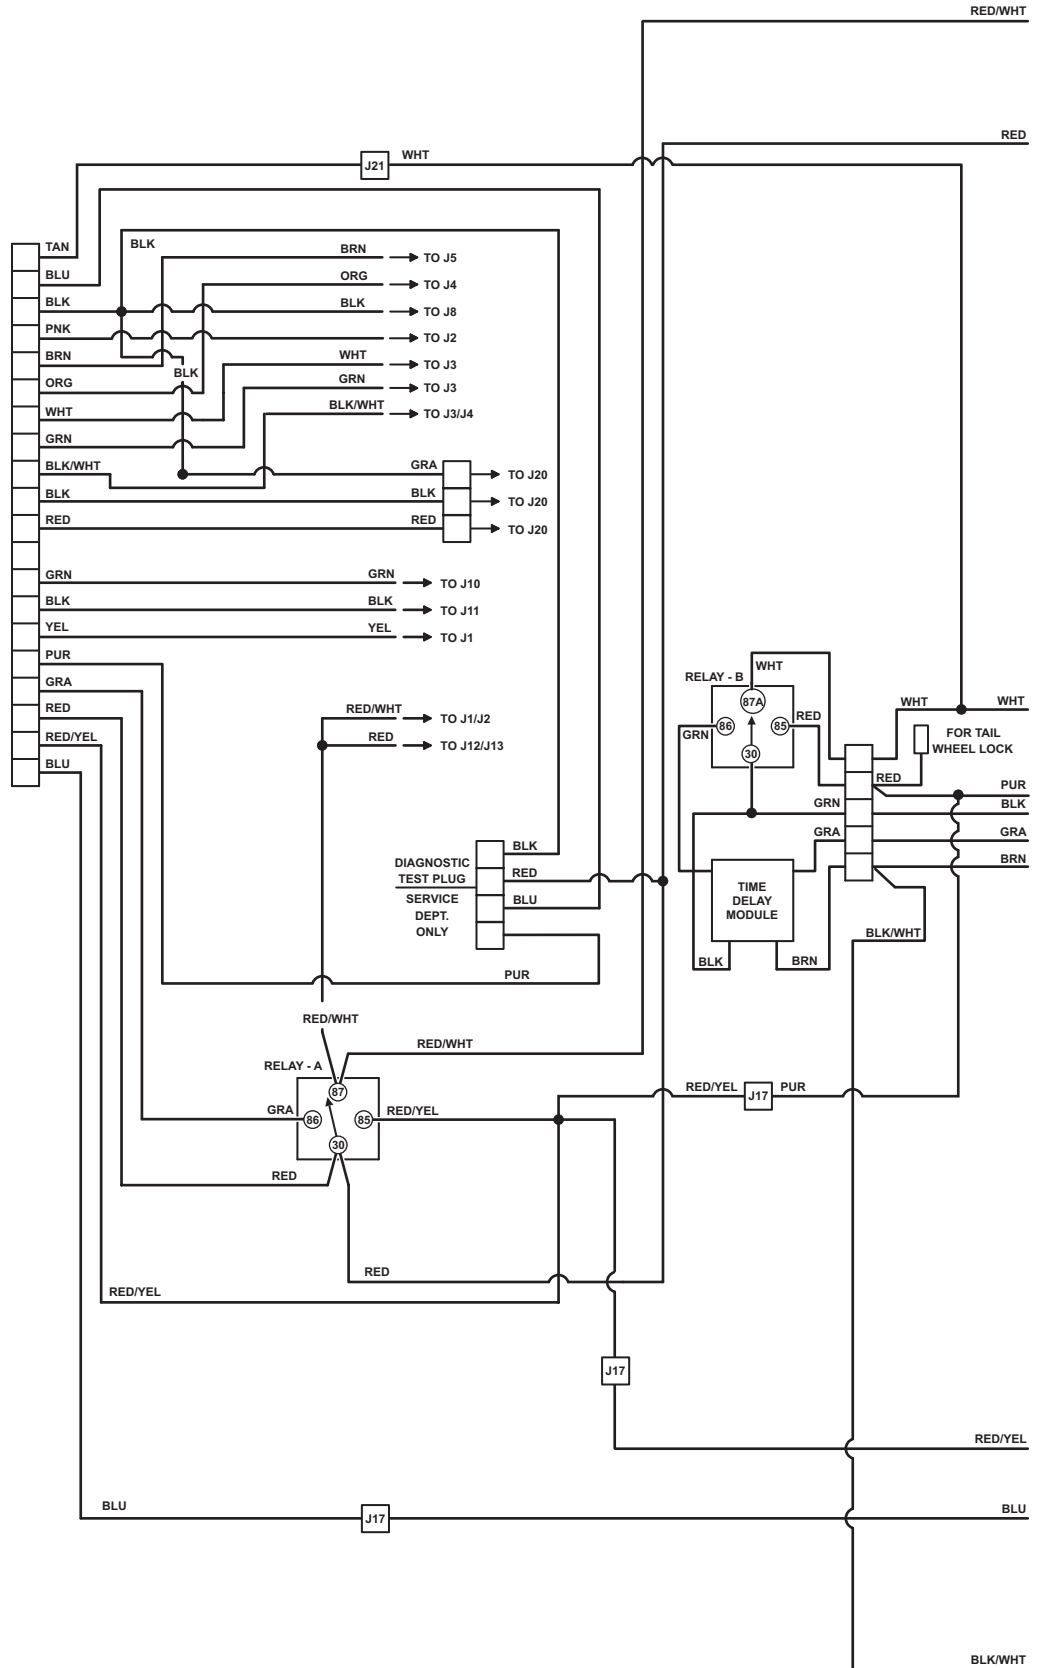 RED/WHT
RED
J21
WHT
TAN
BLK
BRN
TO J5
BLU
ORG
TO J4
BLK
BLK
TO J8
PNK
TO J2
BRN
WHT
TO J3
BLK
ORG
GRN
TO J3
WHT
BLK/WHT
TO J3/J4
GRN
BLK/WHT
GRA
TO J20
BLK
BLK
TO J20
RED
RED
TO J20
GRN
GRN
TO J10
BLK
BLK
TO J11
YEL
YEL
TO J1
PUR
GRA
RED
RED/WHT
TO J1/J2
RED/YEL
RED
TO J12/J13
BLU
RELAY - B
WHT
87A
86
85
RED
GRN
30
WHT
WHT
FOR TAIL
WHEEL LOCK
RED
PUR
GRN
BLK
GRA
GRA
BRN
TIME
DELAY
MODULE
BLK/WHT
BLK
BRN
DIAGNOSTIC
TEST PLUG
SERVICE
DEPT.
ONLY
BLK
RED
BLU
PUR
RED/WHT
RED/WHT
RELAY - A
87
GRA
86
85
RED/YEL
30
RED
RED/YEL
J17
PUR
RED
RED/YEL
J17
RED/YEL
BLU
J17
BLU
BLK/WHT